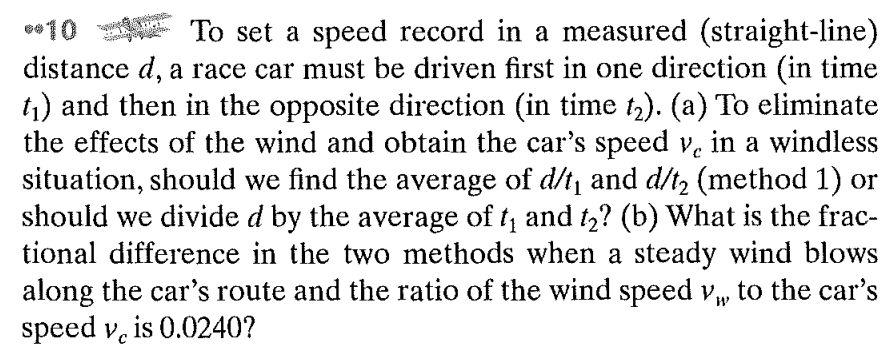 ••10 To set a speed record in a measured (straight-line)
distance d, a race car must be driven first in one direction (in time
t₁) and then in the opposite direction (in time t₂). (a) To eliminate
the effects of the wind and obtain the car's speed v_c in a windless
situation, should we find the average of d/t₁ and d/t₂ (method 1) or
should we divide d by the average of t₁ and t₂? (b) What is the frac-
tional difference in the two methods when a steady wind blows
along the car's route and the ratio of the wind speed v_w to the car's
speed v_c is 0.0240?